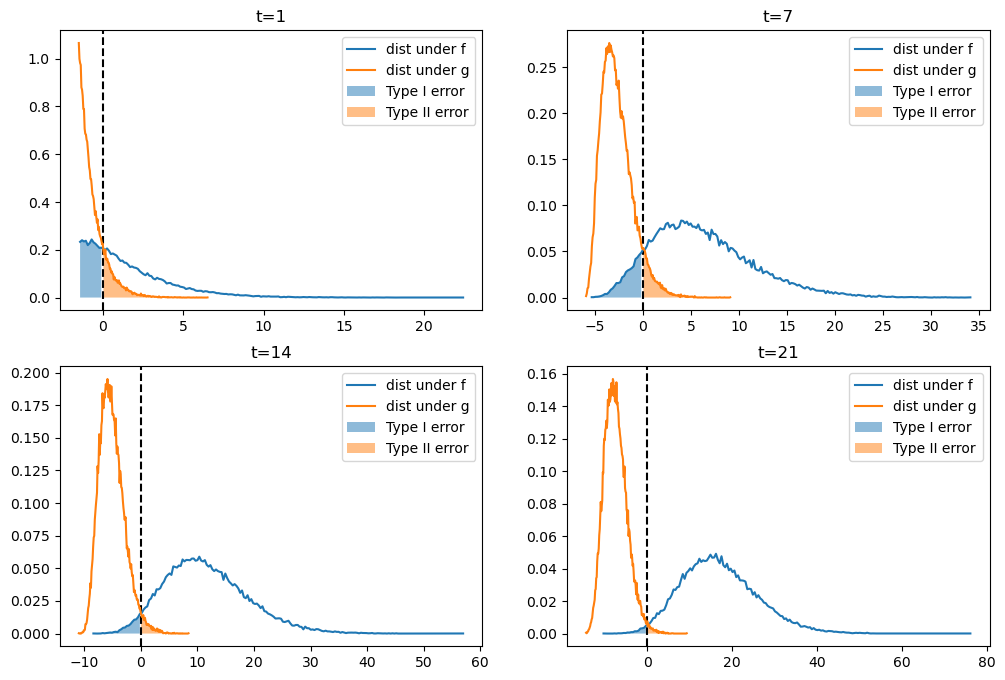 t=1
dist under f
dist under g
Type I error
Type II error
1.0
0.8
0.6
0.4
0.2
0.0
0
5
10
15
20
t=7
dist under f
dist under g
Type I error
Type II error
0.25
0.20
0.15
0.10
0.05
0.00
−5
0
5
10
15
20
25
30
35
t=14
dist under f
dist under g
Type I error
Type II error
0.200
0.175
0.150
0.125
0.100
0.075
0.050
0.025
0.000
−10
0
10
20
30
40
50
60
t=21
dist under f
dist under g
Type I error
Type II error
0.16
0.14
0.12
0.10
0.08
0.06
0.04
0.02
0.00
0
20
40
60
80